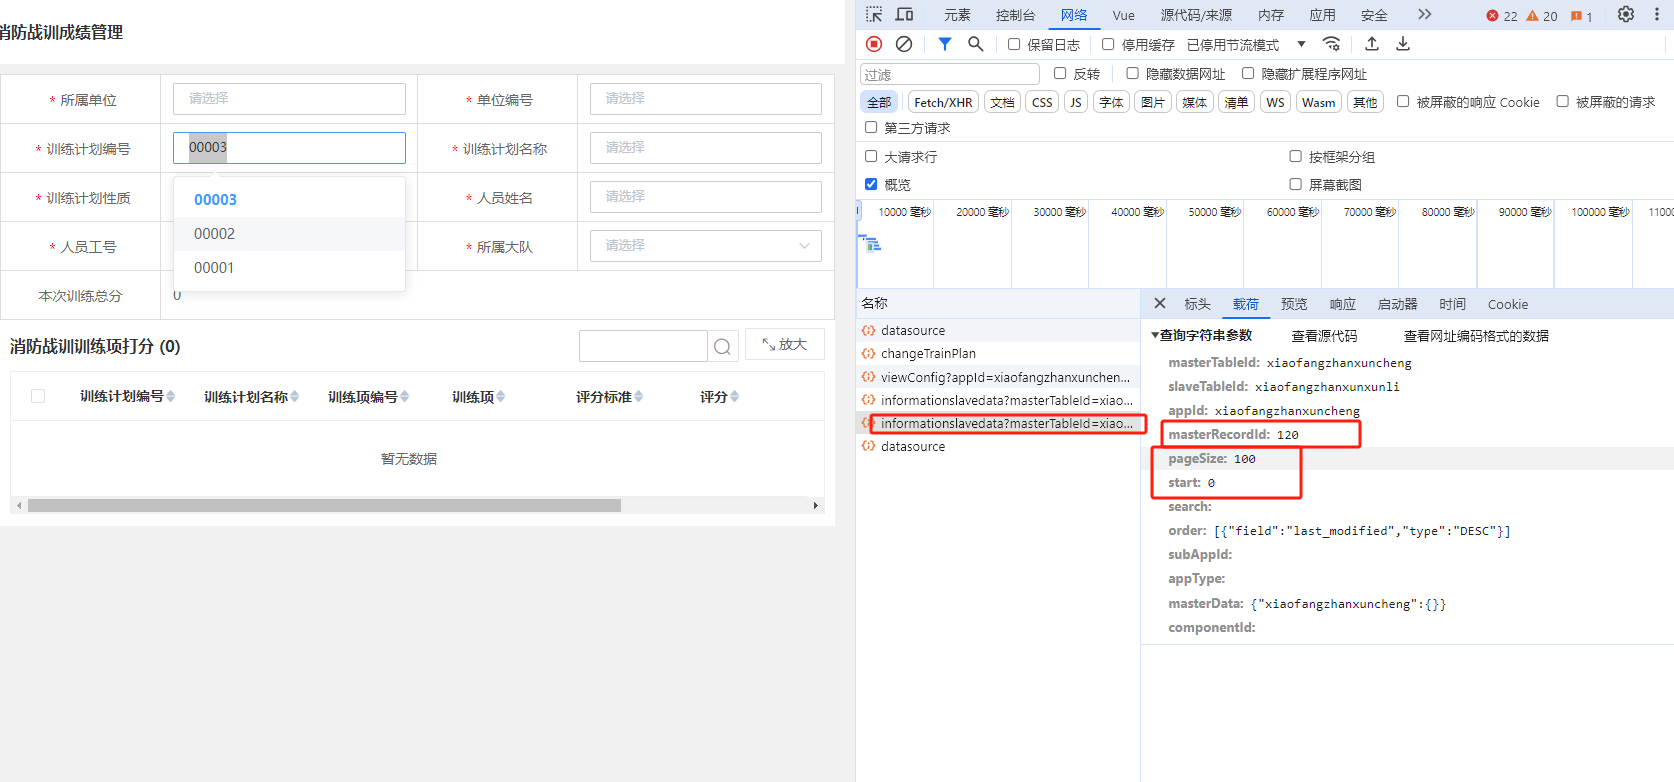 消防战训成绩管理
* 所属单位
请选择
* 单位编号
请选择
* 训练计划编号
00003
* 训练计划名称
请选择
* 训练计划性质
* 人员姓名
请选择
* 人员工号
* 所属大队
请选择
00003
00002
00001
本次训练总分
0
消防战训训练项打分 (0)
放大
训练计划编号
训练计划名称
训练项编号
训练项
评分标准
评分
暂无数据
元素
控制台
网络
Vue
源代码/来源
内存
应用
安全
22
20
1
保留日志
停用缓存
已停用节流模式
过滤
反转
隐藏数据网址
隐藏扩展程序网址
全部
Fetch/XHR
文档
CSS
JS
字体
图片
媒体
清单
WS
Wasm
其他
被屏蔽的响应 Cookie
被屏蔽的请求
第三方请求
大请求行
按框架分组
概览
屏幕截图
10000 毫秒
20000 毫秒
30000 毫秒
40000 毫秒
50000 毫秒
60000 毫秒
70000 毫秒
80000 毫秒
90000 毫秒
100000 毫秒
11000
名称
datasource
changeTrainPlan
viewConfig?appId=xiaofangzhanxunchen...
informationslavedata?masterTableId=xiao...
informationslavedata?masterTableId=xiao...
datasource
标头
载荷
预览
响应
启动器
时间
Cookie
查询字符串参数
查看源代码
查看网址编码格式的数据
masterTableId: xiaofangzhanxuncheng
slaveTableId: xiaofangzhanxunxunli
appId: xiaofangzhanxuncheng
masterRecordId: 120
pageSize: 100
start: 0
search:
order: [{"field":"last_modified","type":"DESC"}]
subAppId:
appType:
masterData: {"xiaofangzhanxuncheng":{}}
componentId: